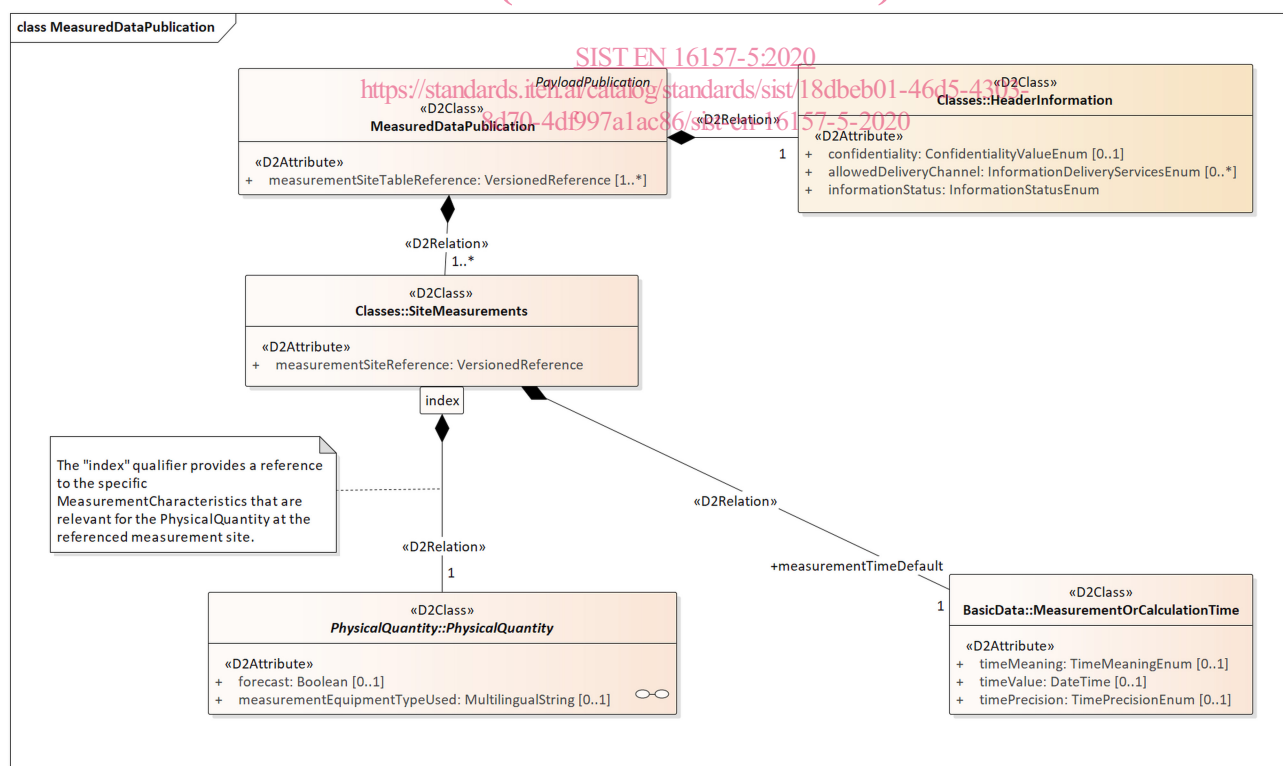 class MeasuredDataPublication
SIST EN 16157-5:2020
https://standards.iteh.ai/catalog/standards/sist/18dbeb01-46d5-4303-
8d70-4df997a1ac86/sist-en-16157-5-2020
PayloadPublication
«D2Class»
MeasuredDataPublication
«D2Attribute»
+ measurementSiteTableReference: VersionedReference [1..*]
«D2Relation»
1
«D2Class»
Classes::HeaderInformation
«D2Attribute»
+ confidentiality: ConfidentialityValueEnum [0..1]
+ allowedDeliveryChannel: InformationDeliveryServicesEnum [0..*]
+ informationStatus: InformationStatusEnum
«D2Relation»
1..*
«D2Class»
Classes::SiteMeasurements
«D2Attribute»
+ measurementSiteReference: VersionedReference
index
The "index" qualifier provides a reference
to the specific
MeasurementCharacteristics that are
relevant for the PhysicalQuantity at the
referenced measurement site.
«D2Relation»
1
«D2Relation»
+measurementTimeDefault
1
«D2Class»
PhysicalQuantity::PhysicalQuantity
«D2Attribute»
+ forecast: Boolean [0..1]
+ measurementEquipmentTypeUsed: MultilingualString [0..1]
«D2Class»
BasicData::MeasurementOrCalculationTime
«D2Attribute»
+ timeMeaning: TimeMeaningEnum [0..1]
+ timeValue: DateTime [0..1]
+ timePrecision: TimePrecisionEnum [0..1]